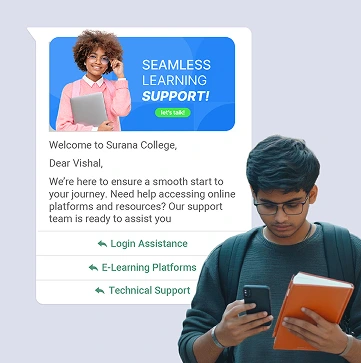 SEAMLESS
LEARNING
SUPPORT!
let's talk!
Welcome to Surana College,
Dear Vishal,
We're here to ensure a smooth start to
your journey. Need help accessing online
platforms and resources? Our support
team is ready to assist you
Login Assistance
E-Learning Platforms
Technical Support